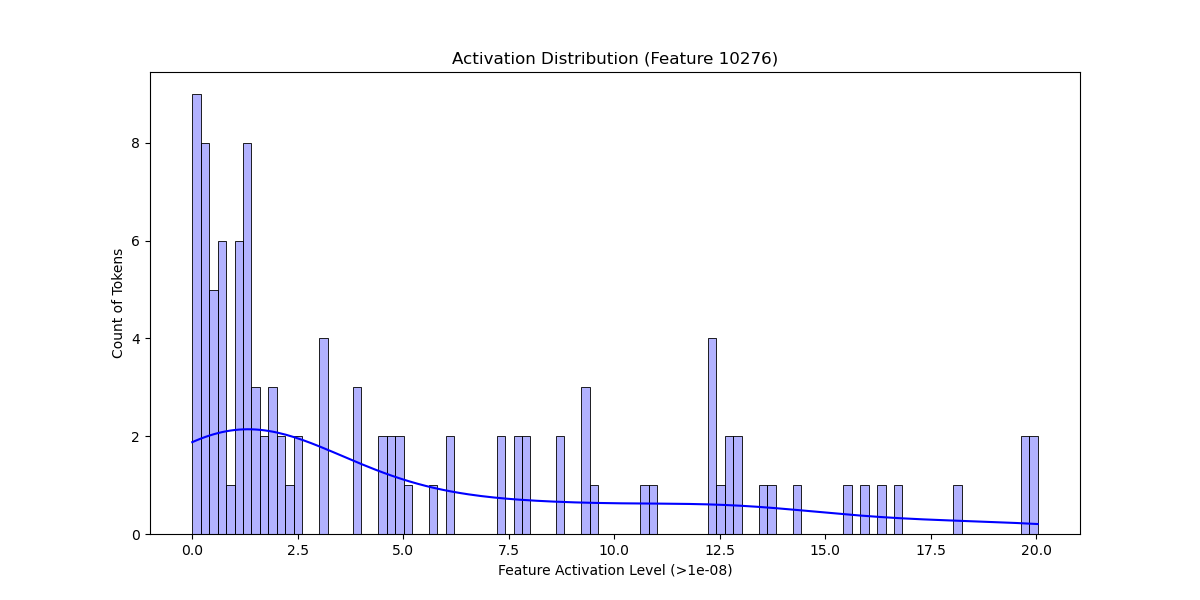 Activation Distribution (Feature 10276)
Count of Tokens
8
6
4
2
0
0.0 2.5 5.0 7.5 10.0 12.5 15.0 17.5 20.0
Feature Activation Level (>1e-08)